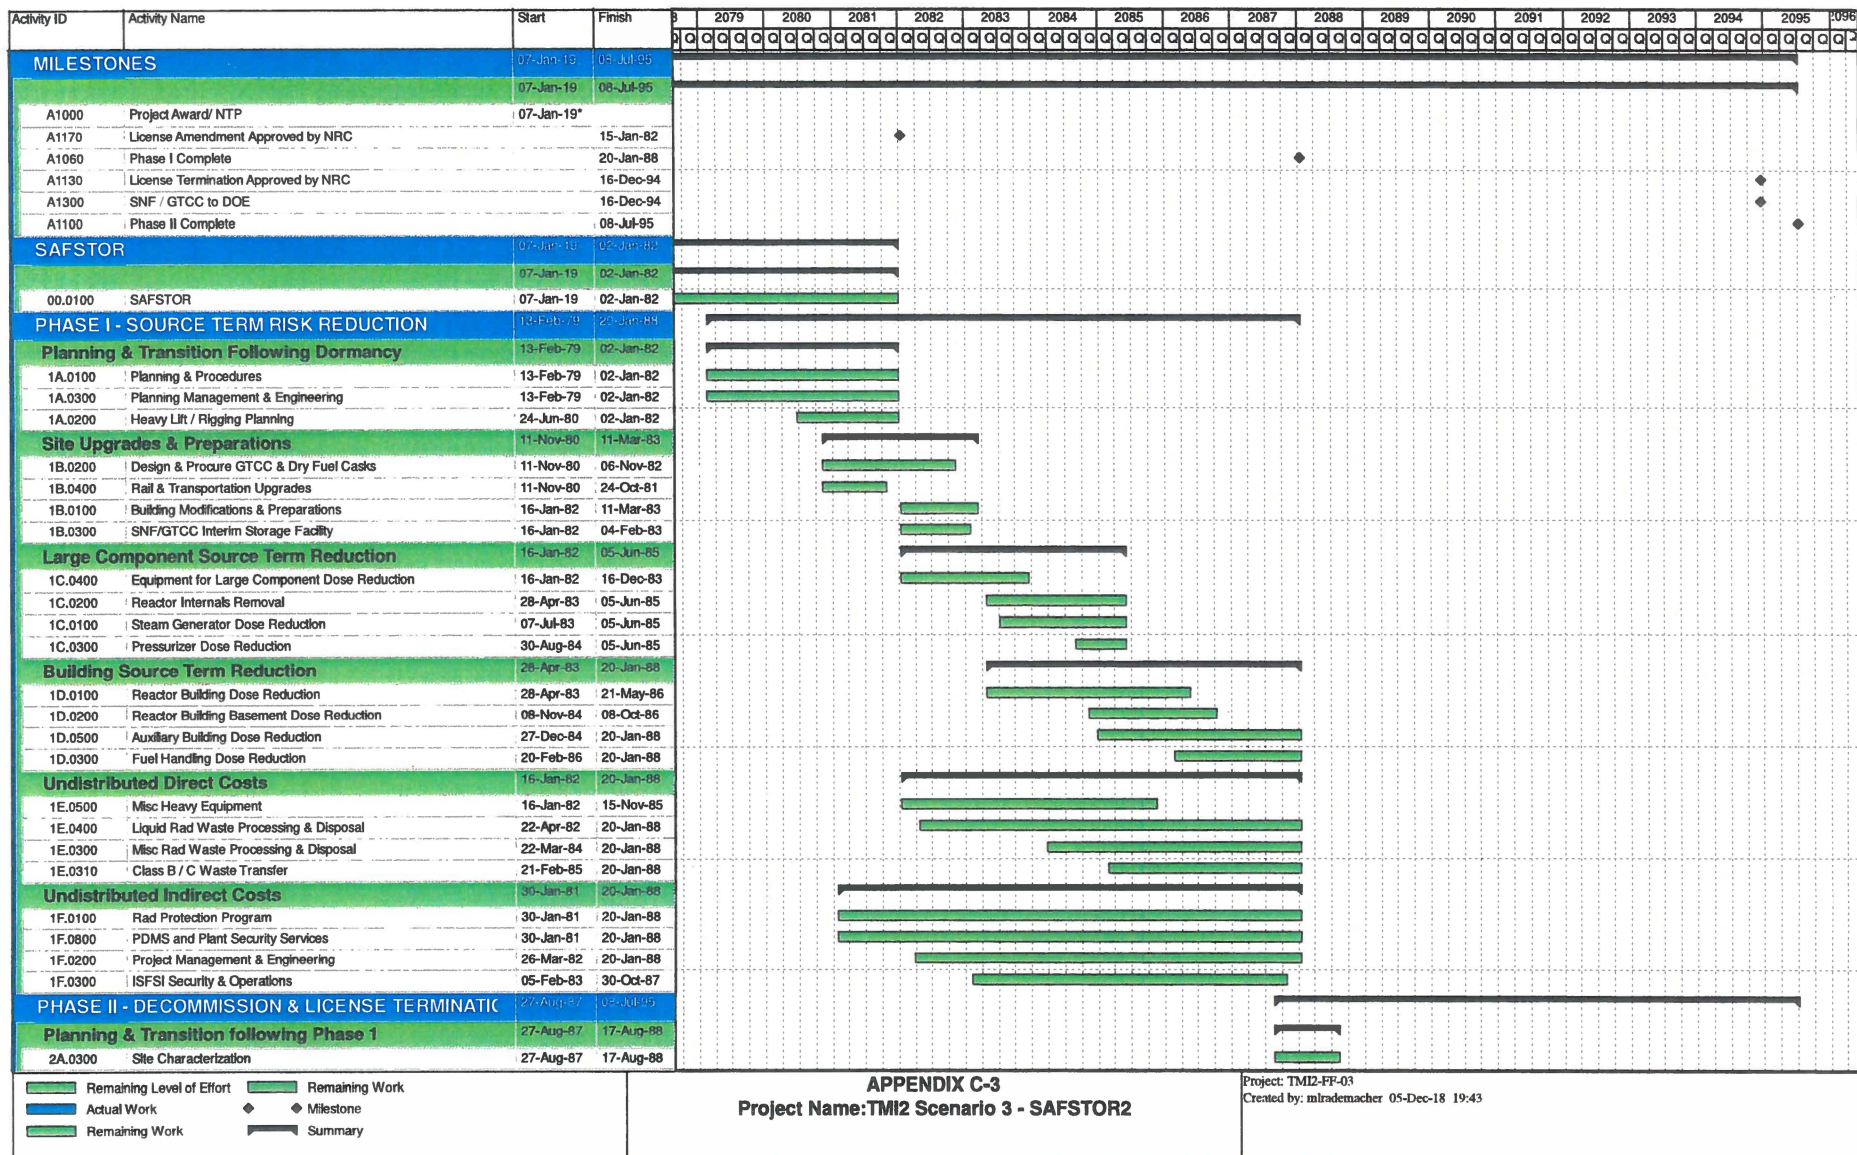 Activity ID Activity Name Start Finish 8 2079 2080 2081 2082 2083 2084 2085 2086 2087 2088 2089 2090 2091 2092 2093 2094 2095 2096
Q Q Q Q Q Q Q Q Q Q Q Q Q Q Q Q Q Q Q Q Q Q Q Q Q Q Q Q Q Q Q Q Q Q Q Q Q Q Q Q Q Q Q Q Q Q Q Q Q Q Q Q Q Q Q Q Q Q Q Q Q Q Q Q Q Q Q Q Q Q
MILESTONES 07-Jan-19 08-Jul-95
07-Jan-19 08-Jul-95
A1000 Project Award/ NTP 07-Jan-19*
A1170 License Amendment Approved by NRC 15-Jan-82
A1060 Phase I Complete 20-Jan-88
A1130 License Termination Approved by NRC 16-Dec-94
A1300 SNF / GTCC to DOE 16-Dec-94
A1100 Phase II Complete 08-Jul-95
SAFSTOR 07-Jan-19 02-Jan-82
07-Jan-19 02-Jan-82
00.0100 SAFSTOR 07-Jan-19 02-Jan-82
PHASE I - SOURCE TERM RISK REDUCTION 13-Feb-79 20-Jan-88
Planning & Transition Following Dormancy 13-Feb-79 02-Jan-82
1A.0100 Planning & Procedures 13-Feb-79 02-Jan-82
1A.0300 Planning Management & Engineering 13-Feb-79 02-Jan-82
1A.0200 Heavy Lift / Rigging Planning 24-Jun-80 02-Jan-82
Site Upgrades & Preparations 11-Nov-80 11-Mar-83
1B.0200 Design & Procure GTCC & Dry Fuel Casks 11-Nov-80 06-Nov-82
1B.0400 Rail & Transportation Upgrades 11-Nov-80 24-Oct-81
1B.0100 Building Modifications & Preparations 16-Jan-82 11-Mar-83
1B.0300 SNF/GTCC Interim Storage Facility 16-Jan-82 04-Feb-83
Large Component Source Term Reduction 16-Jan-82 05-Jun-85
1C.0400 Equipment for Large Component Dose Reduction 16-Jan-82 16-Dec-83
1C.0200 Reactor Internals Removal 28-Apr-83 05-Jun-85
1C.0100 Steam Generator Dose Reduction 07-Jul-83 05-Jun-85
1C.0300 Pressurizer Dose Reduction 30-Aug-84 05-Jun-85
Building Source Term Reduction 28-Apr-83 20-Jan-88
1D.0100 Reactor Building Dose Reduction 28-Apr-83 21-May-86
1D.0200 Reactor Building Basement Dose Reduction 08-Nov-84 08-Oct-86
1D.0500 Auxiliary Building Dose Reduction 27-Dec-84 20-Jan-88
1D.0300 Fuel Handling Dose Reduction 20-Feb-86 20-Jan-88
Undistributed Direct Costs 16-Jan-82 20-Jan-88
1E.0500 Misc Heavy Equipment 16-Jan-82 15-Nov-85
1E.0400 Liquid Rad Waste Processing & Disposal 22-Apr-82 20-Jan-88
1E.0300 Misc Rad Waste Processing & Disposal 22-Mar-84 20-Jan-88
1E.0310 Class B / C Waste Transfer 21-Feb-85 20-Jan-88
Undistributed Indirect Costs 30-Jan-81 20-Jan-88
1F.0100 Rad Protection Program 30-Jan-81 20-Jan-88
1F.0800 PDMS and Plant Security Services 30-Jan-81 20-Jan-88
1F.0200 Project Management & Engineering 26-Mar-82 20-Jan-88
1F.0300 ISFSI Security & Operations 05-Feb-83 30-Oct-87
PHASE II - DECOMMISSION & LICENSE TERMINATI( 27-Aug-87 08-Jul-95
Planning & Transition following Phase 1 27-Aug-87 17-Aug-88
2A.0300 Site Characterization 27-Aug-87 17-Aug-88
Remaining Level of Effort Remaining Work
Actual Work Milestone
Remaining Work Summary
APPENDIX C-3
Project Name:TMI2 Scenario 3 - SAFSTOR2
Project: TMI2-FF-03
Created by: mlrademacher 05-Dec-18 19:43